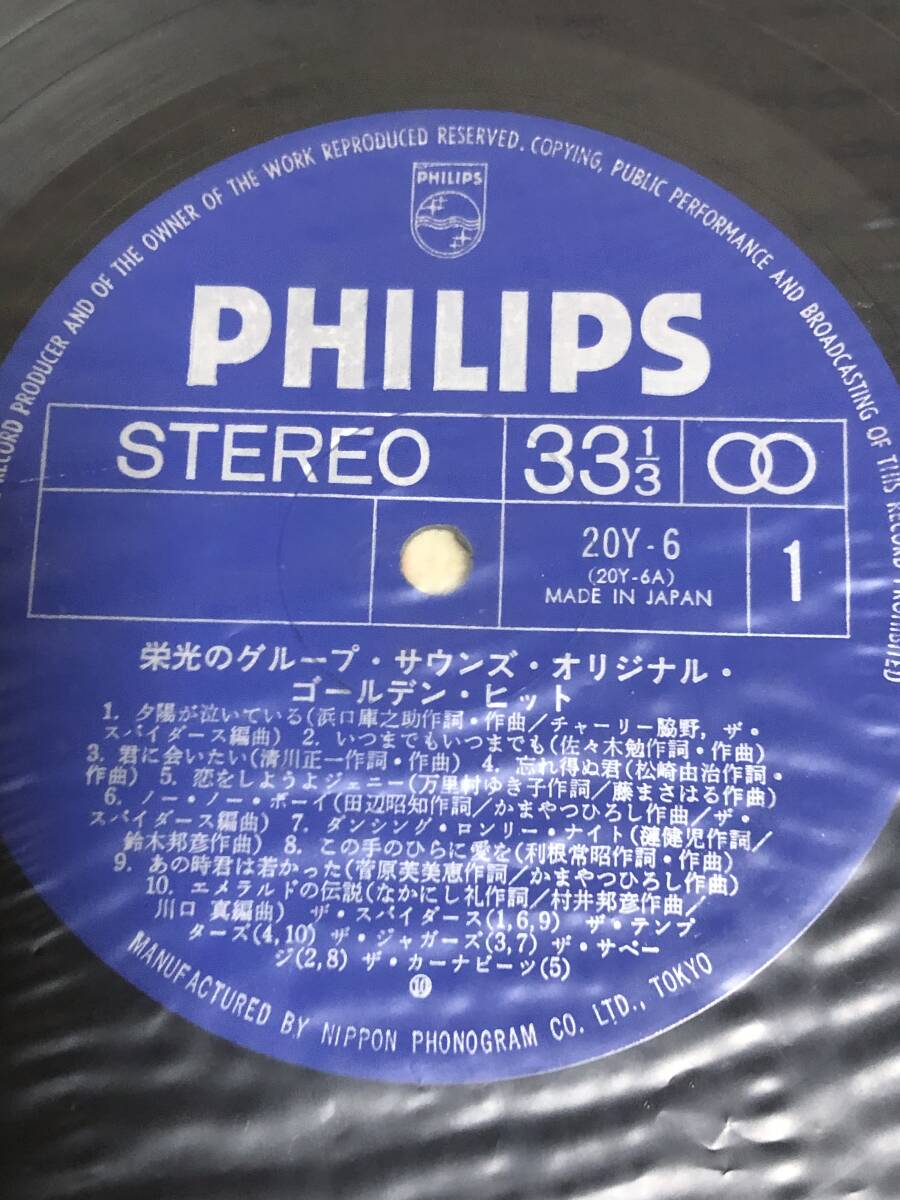 RECORD PRODUCER AND OF THE OWNER OF THE WORK REPRODUCED RESERVED. COPYING, PUBLIC PERFORMANCE AND BROADCASTING OF THIS RECORD PROHIBITED
PHILIPS
PHILIPS
STEREO 33 1/3
20Y-6
(20Y-6A)
MADE IN JAPAN
1
栄光のグループ・サウンズ・オリジナル・
ゴールデン・ヒット
1. 夕陽が泣いている(浜口庫之助作詞・作曲/チャーリー脇野,ザ・
スパイダース編曲) 2. いつまでもいつまでも(佐々木勉作詞・作曲)
3. 君に会いたい(清川正一作詞・作曲) 4. 忘れ得ぬ君(松崎由治作詞・
作曲) 5. 恋をしようよジェニー(万里村ゆき子作詞/藤まさはる作曲)
6. ノー・ノー・ボーイ(田辺昭知作詞/かまやつひろし作曲/ザ・
スパイダース編曲) 7. ダンシング・ロンリー・ナイト(健児作詞/
鈴木邦彦作曲) 8. この手のひらに愛を(利根常昭作詞・作曲)
9. あの時君は若かった(菅原芙美恵作詞/かまやつひろし作曲)
10. エメラルドの伝説(なかにし礼作詞/村井邦彦作曲/
川口 真編曲) ザ・スパイダース(1,6,9) ザ・テンプ
ターズ(4,10) ザ・ジャガーズ(3,7) ザ・サベー
ジ(2,8) ザ・カーナビーツ(5)
10
MANUFACTURED BY NIPPON PHONOGRAM CO. LTD., TOKYO